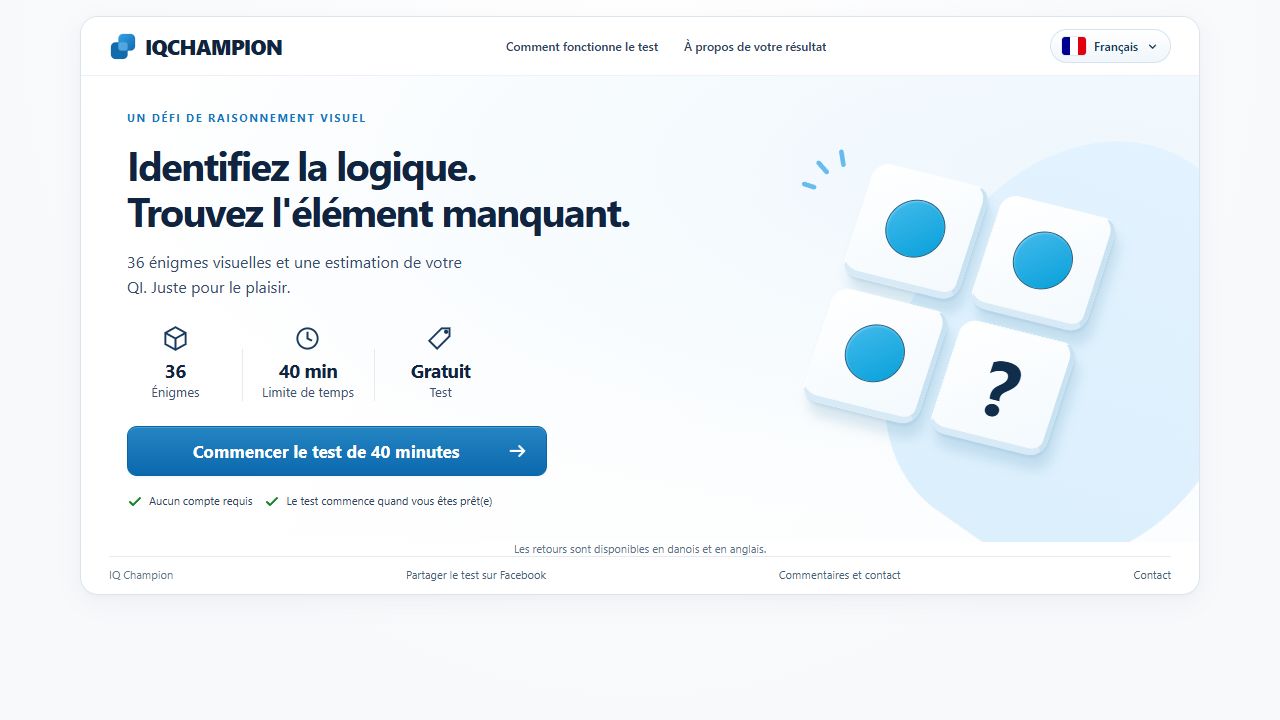 IQCHAMPION
Comment fonctionne le test
À propos de votre résultat
Français
UN DÉFI DE RAISONNEMENT VISUEL
Identifiez la logique.
Trouvez l'élément manquant.
36 énigmes visuelles et une estimation de votre
QI. Juste pour le plaisir.
36
Énigmes
40 min
Limite de temps
Gratuit
Test
Commencer le test de 40 minutes
Aucun compte requis
Le test commence quand vous êtes prêt(e)
?
Les retours sont disponibles en danois et en anglais.
IQ Champion
Partager le test sur Facebook
Commentaires et contact
Contact